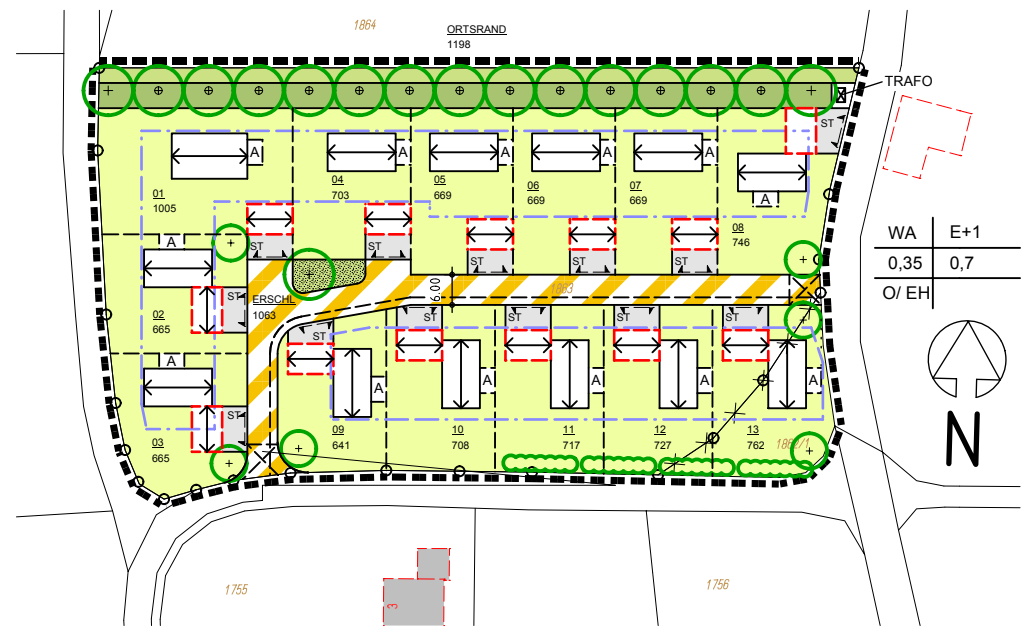 1864
ORTSRAND
1198
TRAFO
ST
A
A
A
A
A
01
1005
04
703
05
669
06
669
07
669
A
08
746
WA E+1
0,35 0,7
O/ EH
A
ST
ST
ST
ST
ST
02
665
ST
ERSCHL
1063
6.00
1863
ST
ST
ST
ST
ST
A
03
665
ST
A
A
A
A
A
09
641
10
708
11
717
12
727
13
762
1862/1
N
1755
3
1756